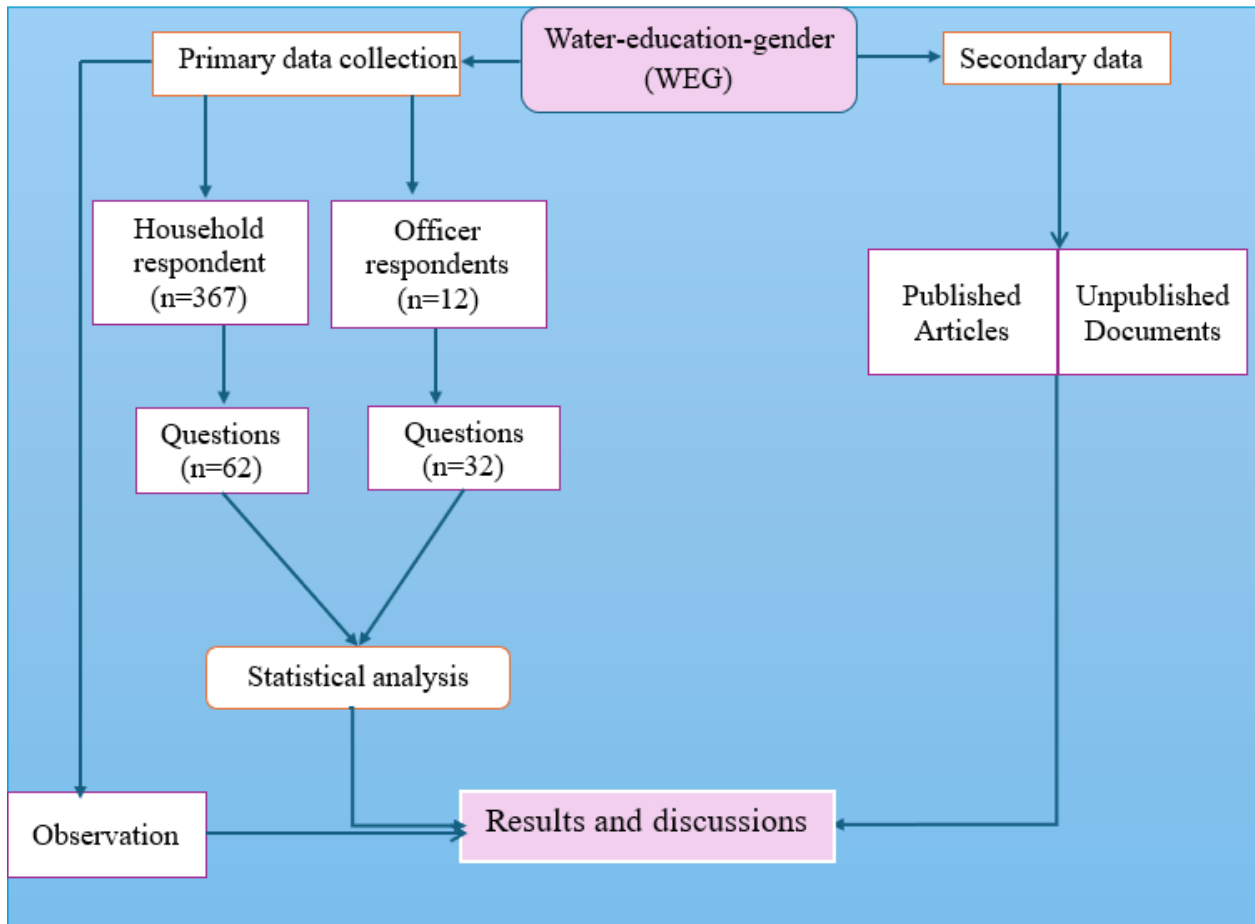 Water-education-gender
(WEG)
Primary data collection
Secondary data
Household
respondent
(n=367)
Officer
respondents
(n=12)
Published
Articles
Unpublished
Documents
Questions
(n=62)
Questions
(n=32)
Statistical analysis
Observation
Results and discussions